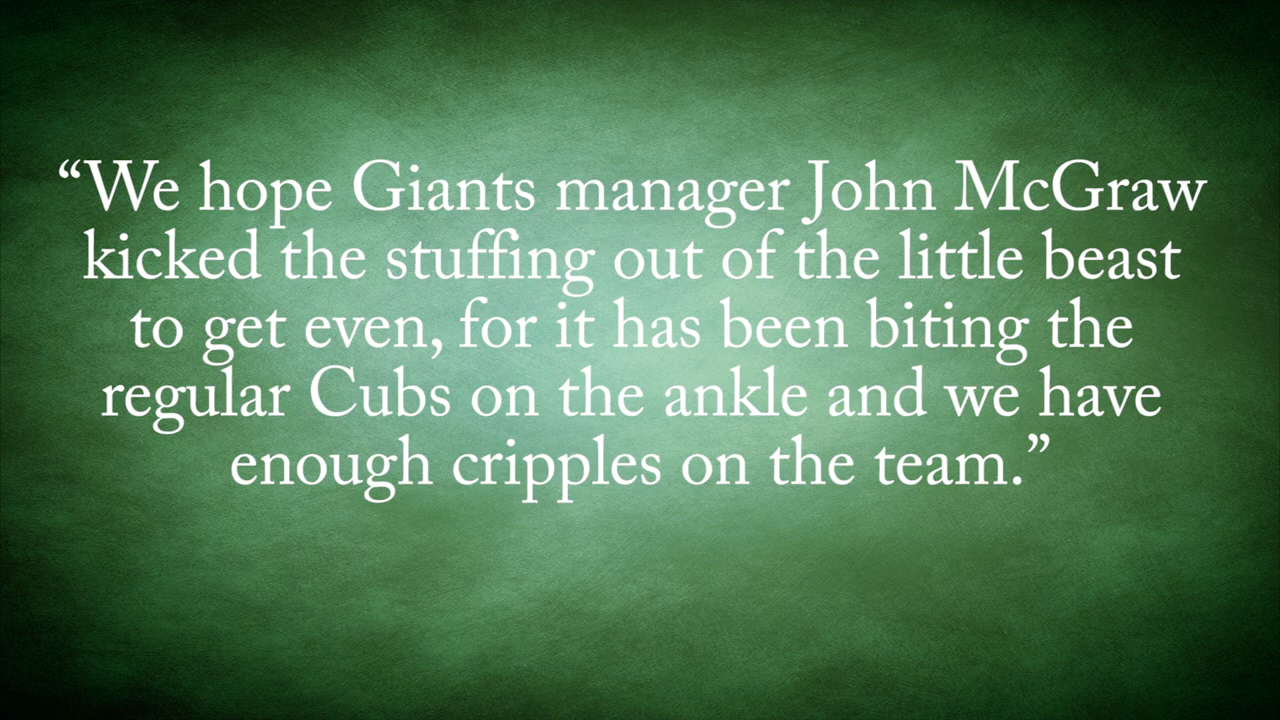 “We hope Giants manager John McGraw
kicked the stuffing out of the little beast
to get even, for it has been biting the
regular Cubs on the ankle and we have
enough cripples on the team.”